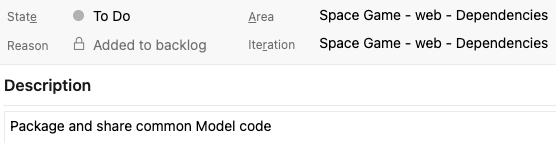 State To Do Area Space Game - web - Dependencies
Reason Added to backlog Iteration Space Game - web - Dependencies
Description
Package and share common Model code